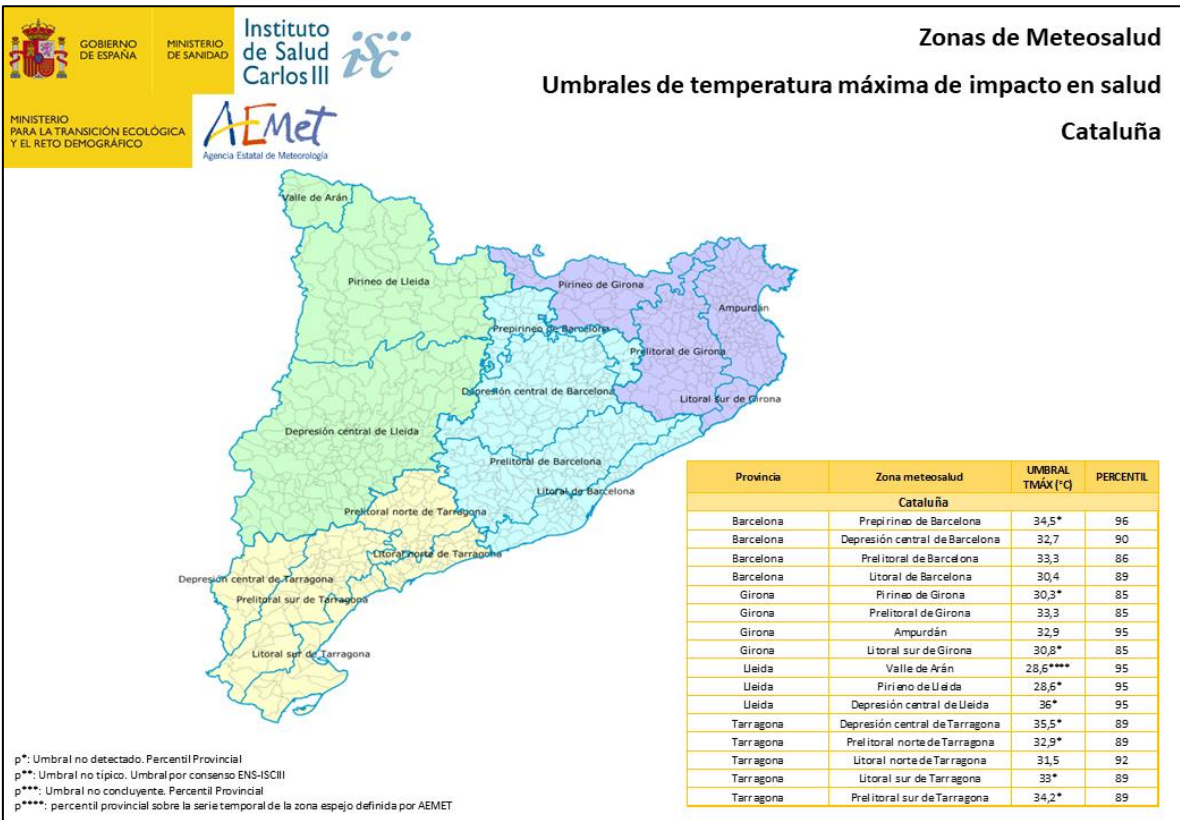 GOBIERNO
DE ESPAÑA
MINISTERIO
DE SANIDAD
Instituto
de Salud
Carlos III
isc
MINISTERIO
PARA LA TRANSICIÓN ECOLÓGICA
Y EL RETO DEMOGRÁFICO
AEMet
Agencia Estatal de Meteorología
Zonas de Meteosalud
Umbrales de temperatura máxima de impacto en salud
Cataluña
Valle de Arán
Pirineo de Lleida
Pirineo de Girona
Ampurdán
Prepirineo de Barcelona
Prelitoral de Girona
Depresión central de Barcelona
Litoral sur de Girona
Depresión central de Lleida
Prelitoral de Barcelona
Litoral de Barcelona
Prelitoral norte de Tarragona
Litoral norte de Tarragona
Depresión central de Tarragona
Prelitoral sur de Tarragona
Litoral sur de Tarragona
Provincia Zona meteosalud UMBRAL TMÁX (°C) PERCENTIL
Cataluña
Barcelona Prepirineo de Barcelona 34,5* 96
Barcelona Depresión central de Barcelona 32,7 90
Barcelona Prelitoral de Barcelona 33,3 86
Barcelona Litoral de Barcelona 30,4 89
Girona Pirineo de Girona 30,3* 85
Girona Prelitoral de Girona 33,3 85
Girona Ampurdán 32,9 95
Girona Litoral sur de Girona 30,8* 85
Lleida Valle de Arán 28,6**** 95
Lleida Pirieno de Lleida 28,6* 95
Lleida Depresión central de Lleida 36* 95
Tarragona Depresión central de Tarragona 35,5* 89
Tarragona Prelitoral norte de Tarragona 32,9* 89
Tarragona Litoral norte de Tarragona 31,5 92
Tarragona Litoral sur de Tarragona 33* 89
Tarragona Prelitoral sur de Tarragona 34,2* 89
p*: Umbral no detectado. Percentil Provincial
p**: Umbral no típico. Umbral por consenso ENS-ISCIII
p***: Umbral no concluyente. Percentil Provincial
p****: percentil provincial sobre la serie temporal de la zona espejo definida por AEMET